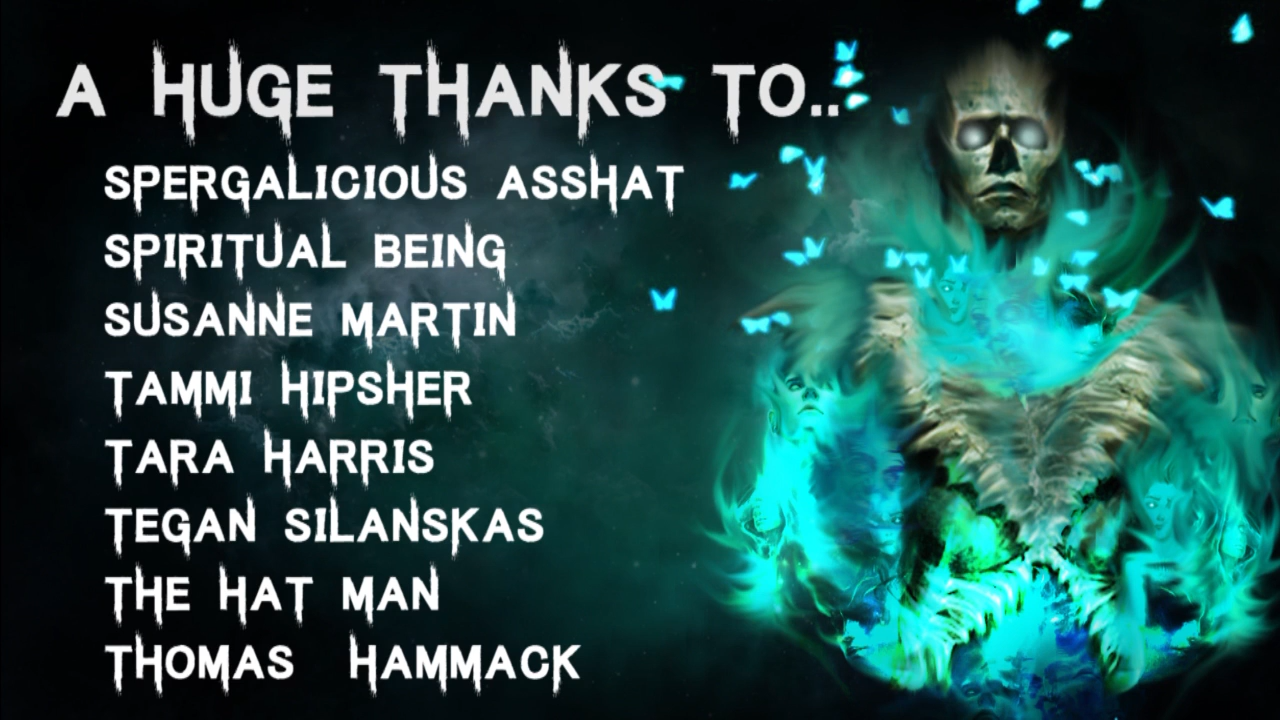 A HUGE THANKS TO..
SPERGALICIOUS ASSHAT
SPIRITUAL BEING
SUSANNE MARTIN
TAMMI HIPSHER
TARA HARRIS
TEGAN SILANSKAS
THE HAT MAN
THOMAS HAMMACK